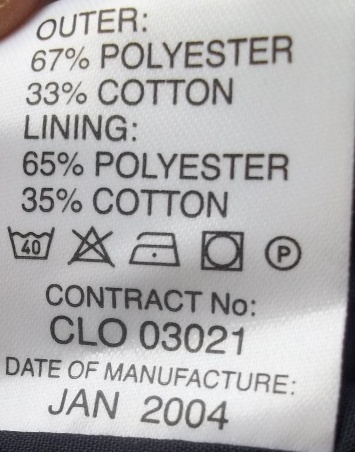 OUTER:
67% POLYESTER
33% COTTON
LINING:
65% POLYESTER
35% COTTON
40 P
CONTRACT No:
CLO 03021
DATE OF MANUFACTURE:
JAN 2004